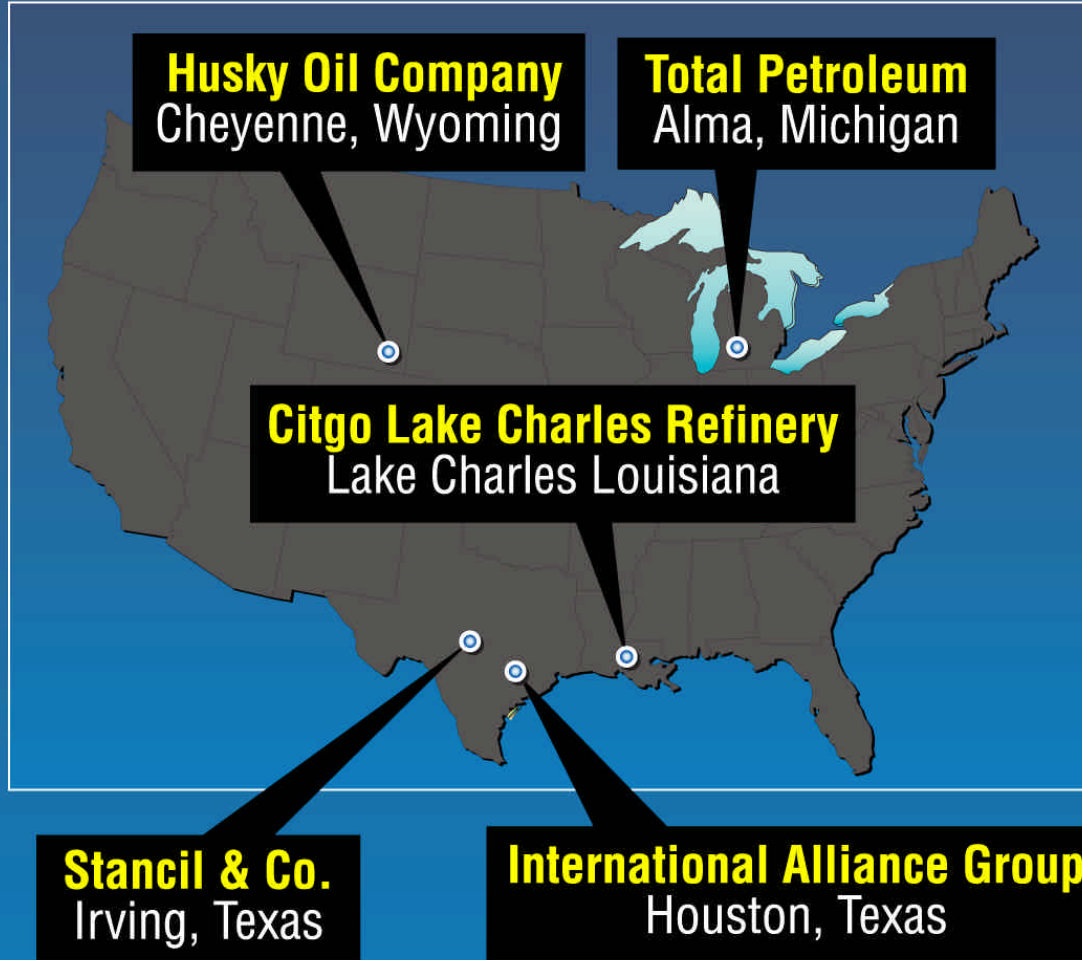 Husky Oil Company
Cheyenne, Wyoming
Total Petroleum
Alma, Michigan
Citgo Lake Charles Refinery
Lake Charles Louisiana
Stancil & Co.
Irving, Texas
International Alliance Group
Houston, Texas